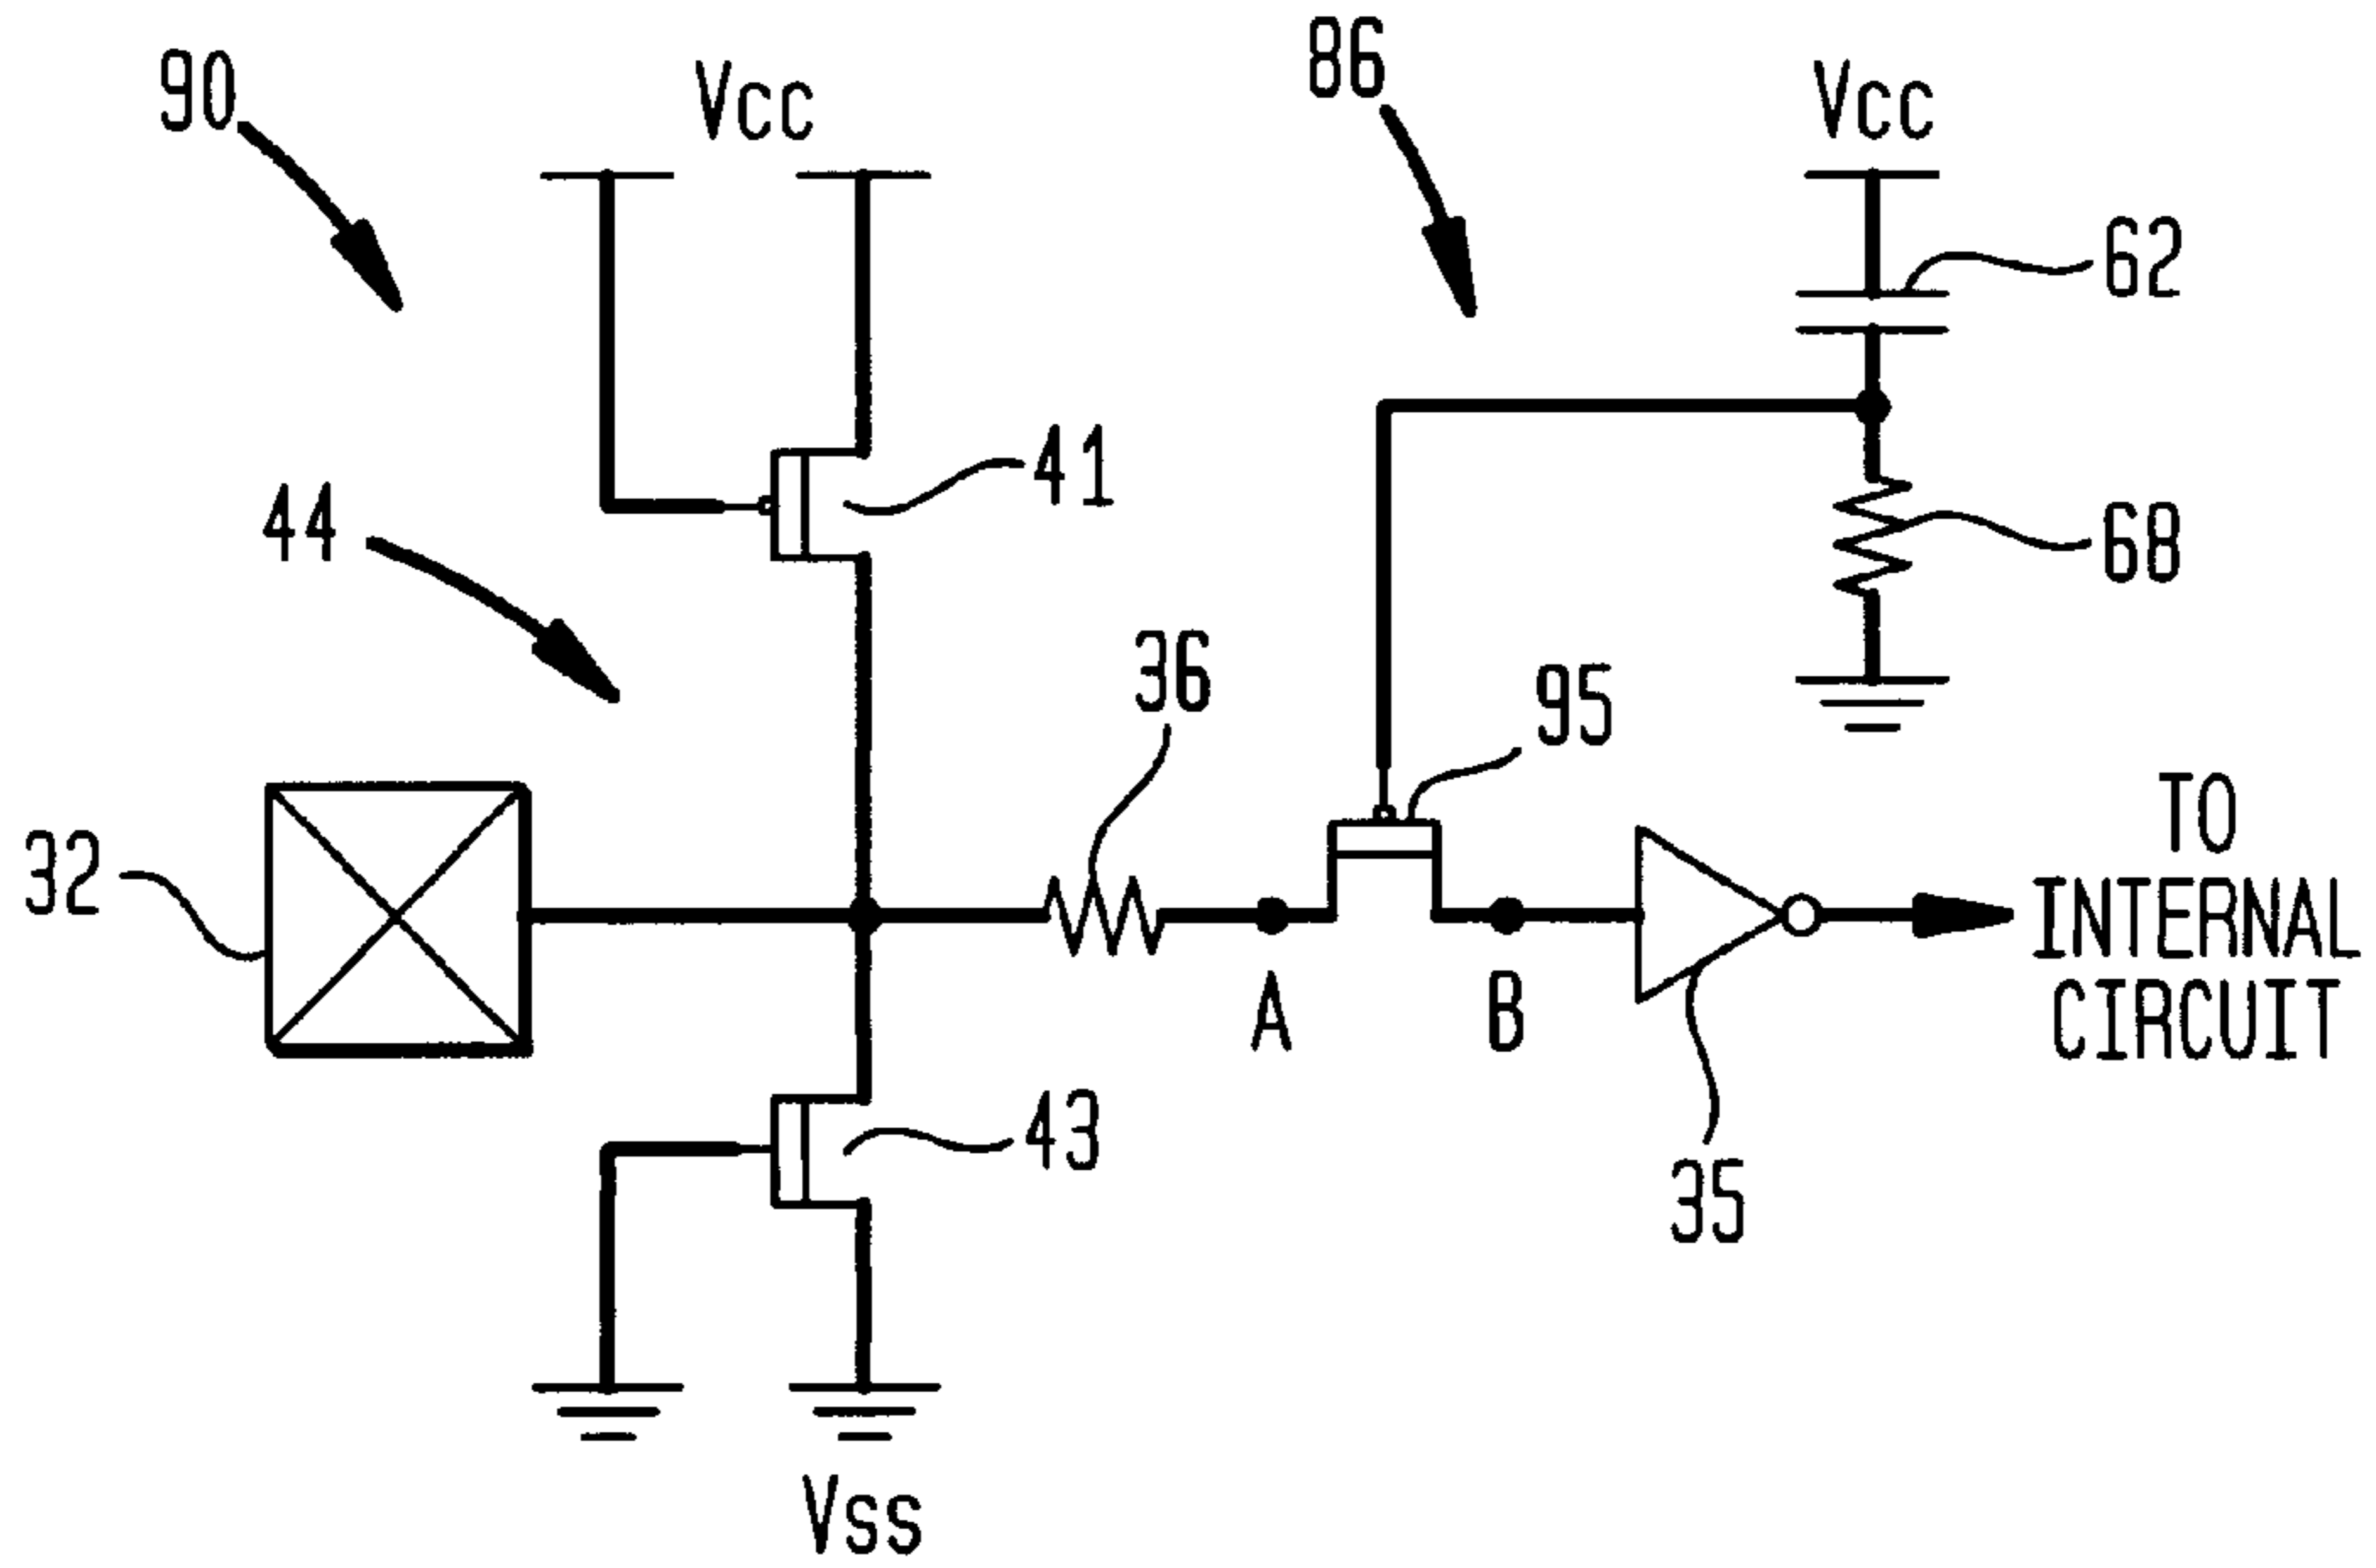 90
Vcc
86
Vcc
62
41
44
68
36
95
32
TO
INTERNAL
CIRCUIT
A
B
43
35
Vss